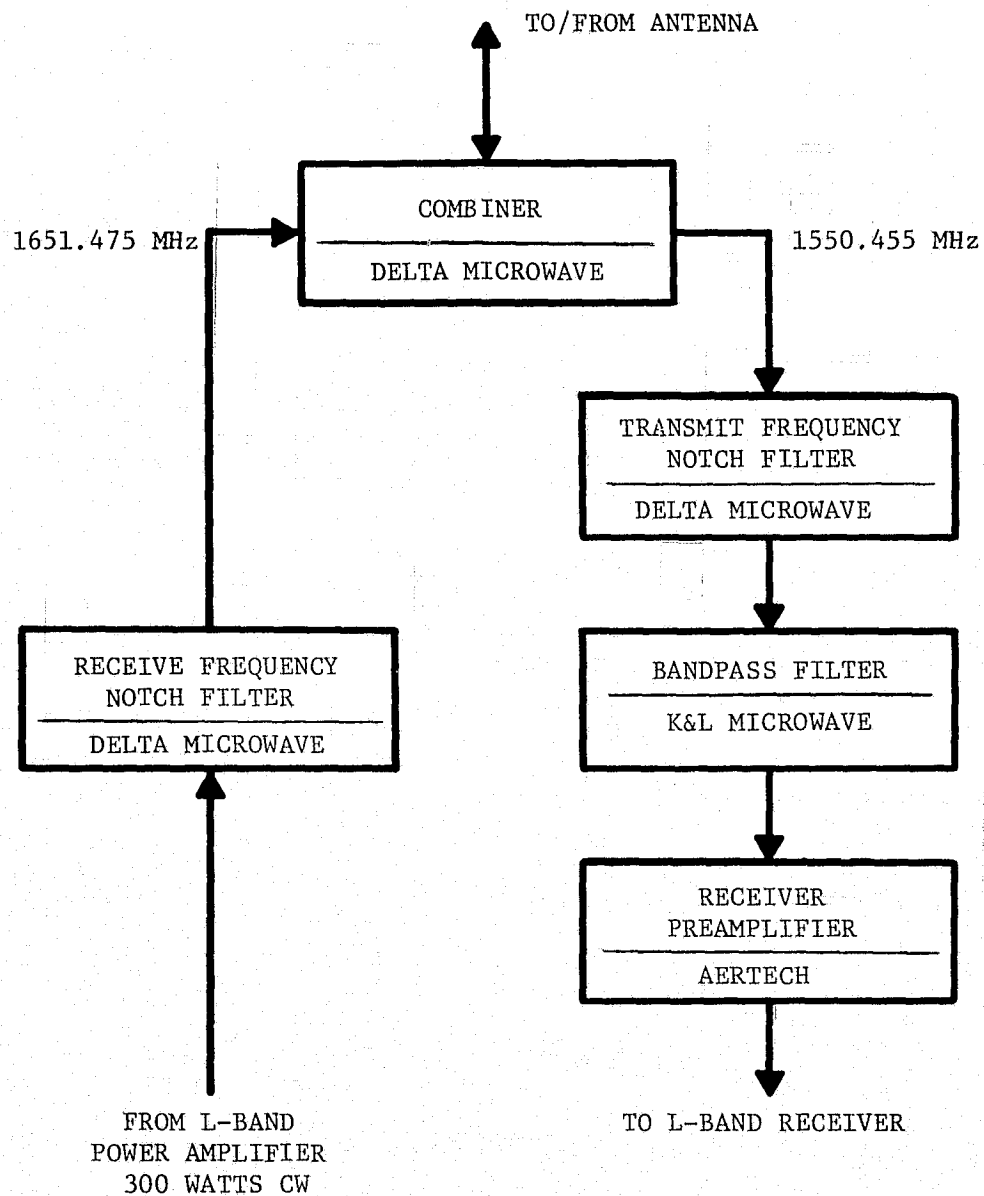 TO/FROM ANTENNA
COMBINER
DELTA MICROWAVE
1651.475 MHz
1550.455 MHz
TRANSMIT FREQUENCY
NOTCH FILTER
DELTA MICROWAVE
RECEIVE FREQUENCY
NOTCH FILTER
DELTA MICROWAVE
BANDPASS FILTER
K&L MICROWAVE
RECEIVER
PREAMPLIFIER
AERTECH
FROM L-BAND
POWER AMPLIFIER
300 WATTS CW
TO L-BAND RECEIVER